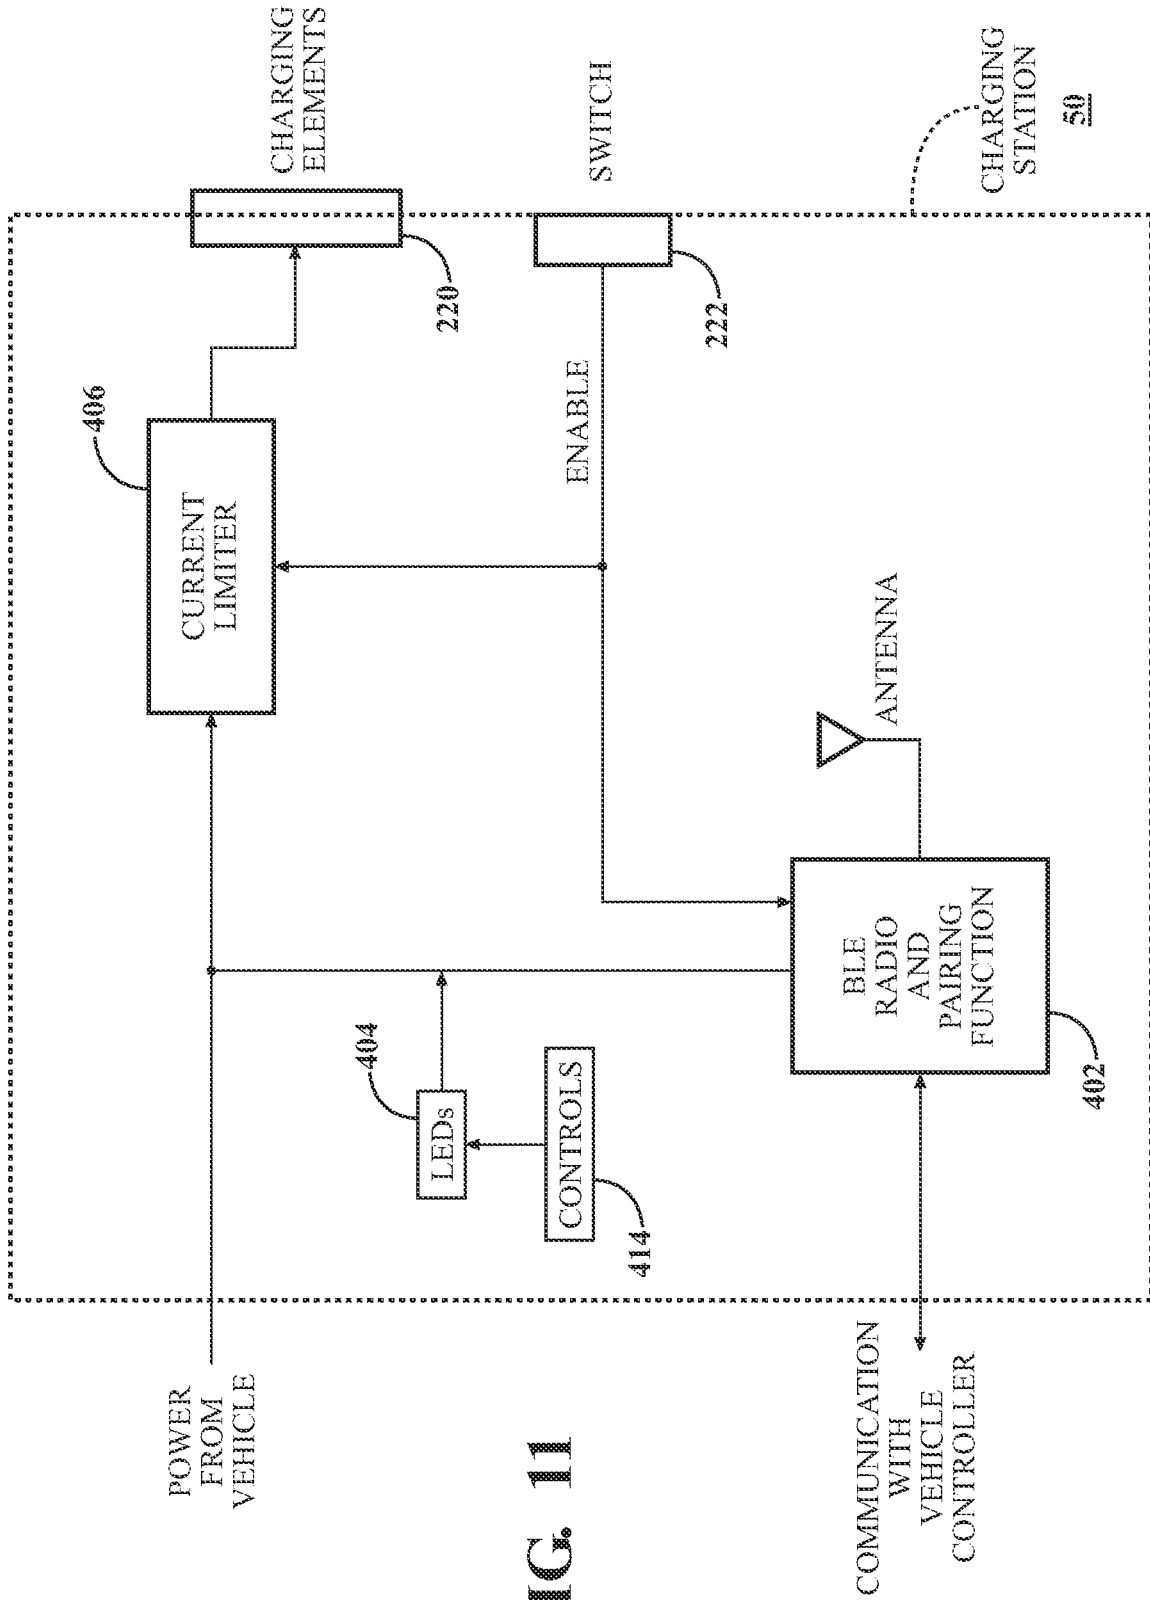 POWER
FROM
VEHICLE
CURRENT
LIMITER
406
CHARGING
ELEMENTS
220
LEDs
404
CONTROLS
414
ENABLE
SWITCH
222
BLE
RADIO
AND
PAIRING
FUNCTION
402
ANTENNA
COMMUNICATION
WITH
VEHICLE
CONTROLLER
CHARGING
STATION
50
IG. 11